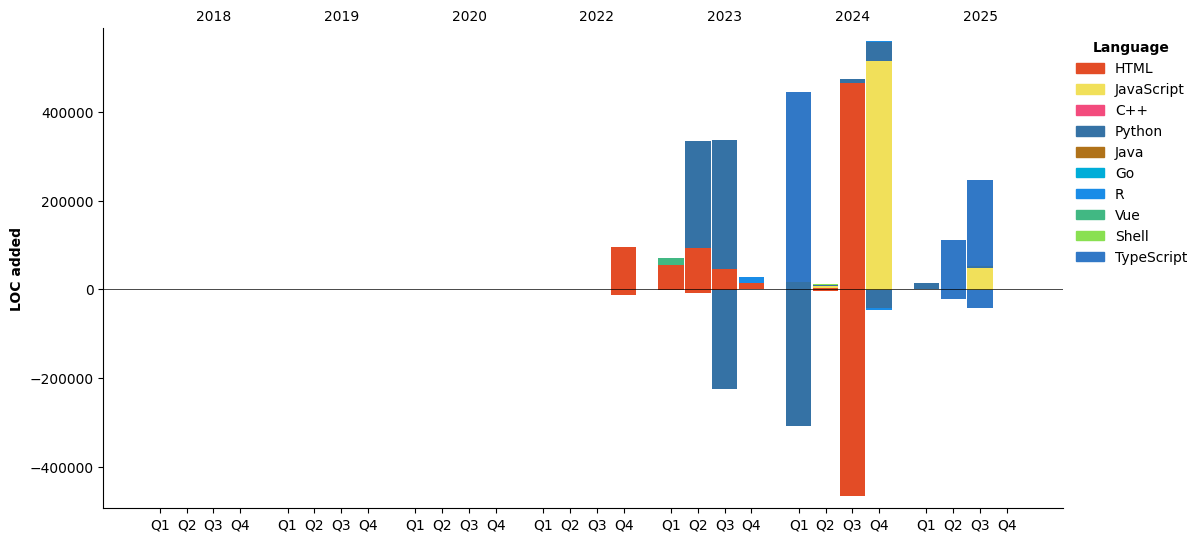 2018 2019 2020 2022 2023 2024 2025
LOC added
400000
200000
0
−200000
−400000
Q1 Q2 Q3 Q4 Q1 Q2 Q3 Q4 Q1 Q2 Q3 Q4 Q1 Q2 Q3 Q4 Q1 Q2 Q3 Q4 Q1 Q2 Q3 Q4 Q1 Q2 Q3 Q4
Language
HTML
JavaScript
C++
Python
Java
Go
R
Vue
Shell
TypeScript